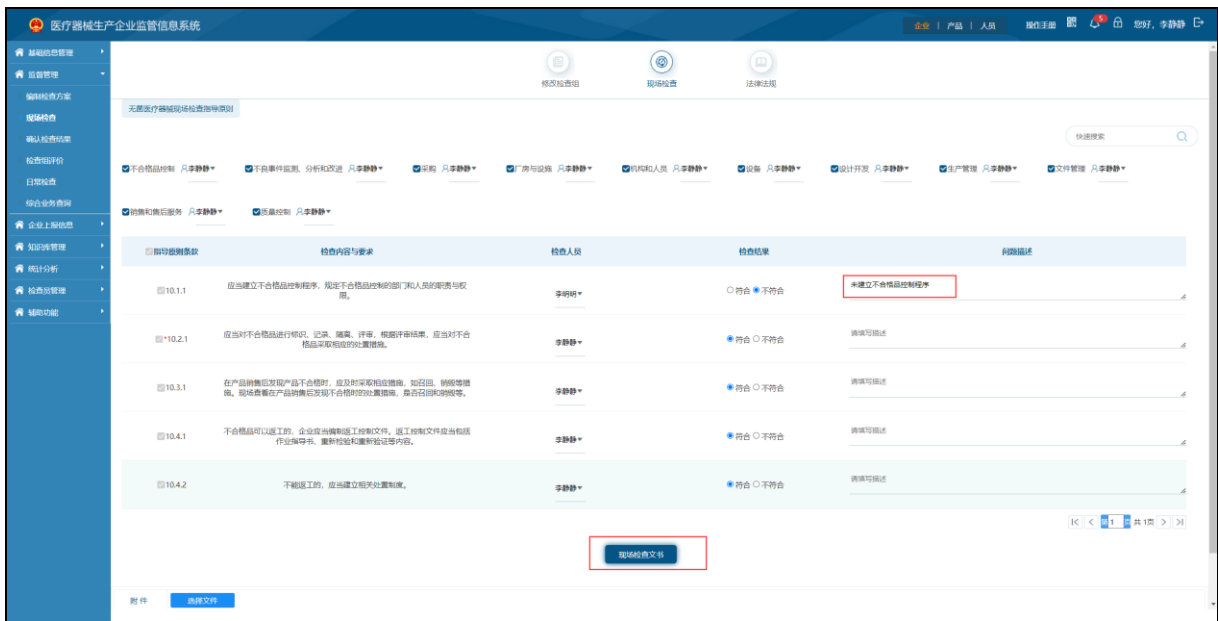 医疗器械生产企业监管信息系统
企业 | 产品 | 人员
操作手册
5
您好, 李静静
基础信息管理
监督管理
编制检查方案
现场检查
确认检查结果
检查组评价
日常检查
综合业务查询
企业上报信息
知识库管理
统计分析
检查员管理
辅助功能
修改检查组
现场检查
法律法规
无菌医疗器械现场检查指导原则
快速搜索
不合格品控制 李静静
不良事件监测、分析和改进 李静静
采购 李静静
厂房与设施 李静静
机构和人员 李静静
设备 李静静
设计开发 李静静
生产管理 李静静
文件管理 李静静
销售和售后服务 李静静
质量控制 李静静
指导原则条款 检查内容与要求 检查人员 检查结果 问题描述
10.1.1
应当建立不合格品控制程序，规定不合格品控制的部门和人员的职责与权
限。
李明明
符合 不符合
未建立不合格品控制程序
*10.2.1
应当对不合格品进行标识、记录、隔离、评审，根据评审结果，应当对不合
格品采取相应的处置措施。
李静静
符合 不符合
请填写描述
10.3.1
在产品销售后发现产品不合格时，应及时采取相应措施，如召回、销毁等措
施。现场查看在产品销售后发现不合格时的处置措施，是否召回和销毁等。
李静静
符合 不符合
请填写描述
10.4.1
不合格品可以返工的，企业应当编制返工控制文件。返工控制文件应当包括
作业指导书、重新检验和重新验证等内容。
李静静
符合 不符合
请填写描述
10.4.2
不能返工的，应当建立相关处置制度。
李静静
符合 不符合
请填写描述
第 1 页 共 1页
现场检查文书
附 件
选择文件